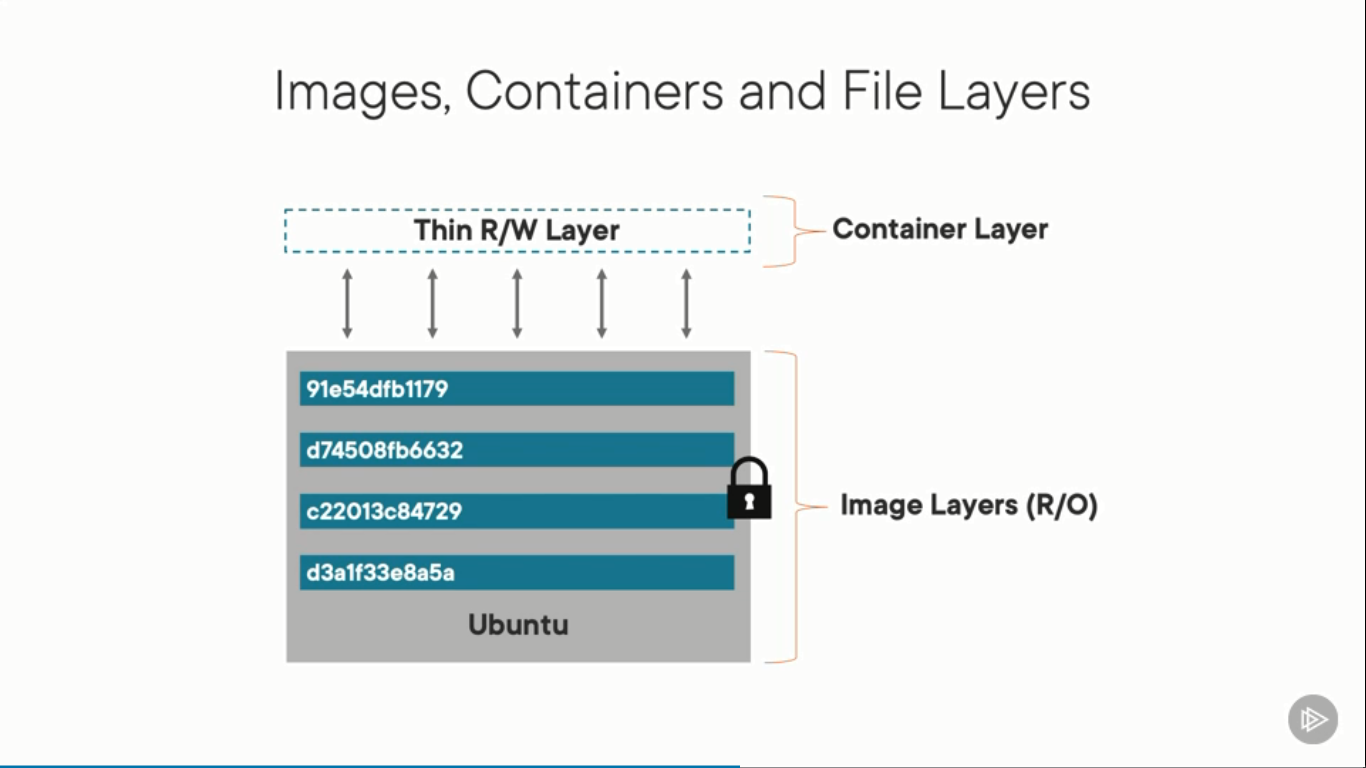 Images, Containers and File Layers
Thin R/W Layer
Container Layer
91e54dfb1179
d74508fb6632
c22013c84729
Image Layers (R/O)
d3a1f33e8a5a
Ubuntu